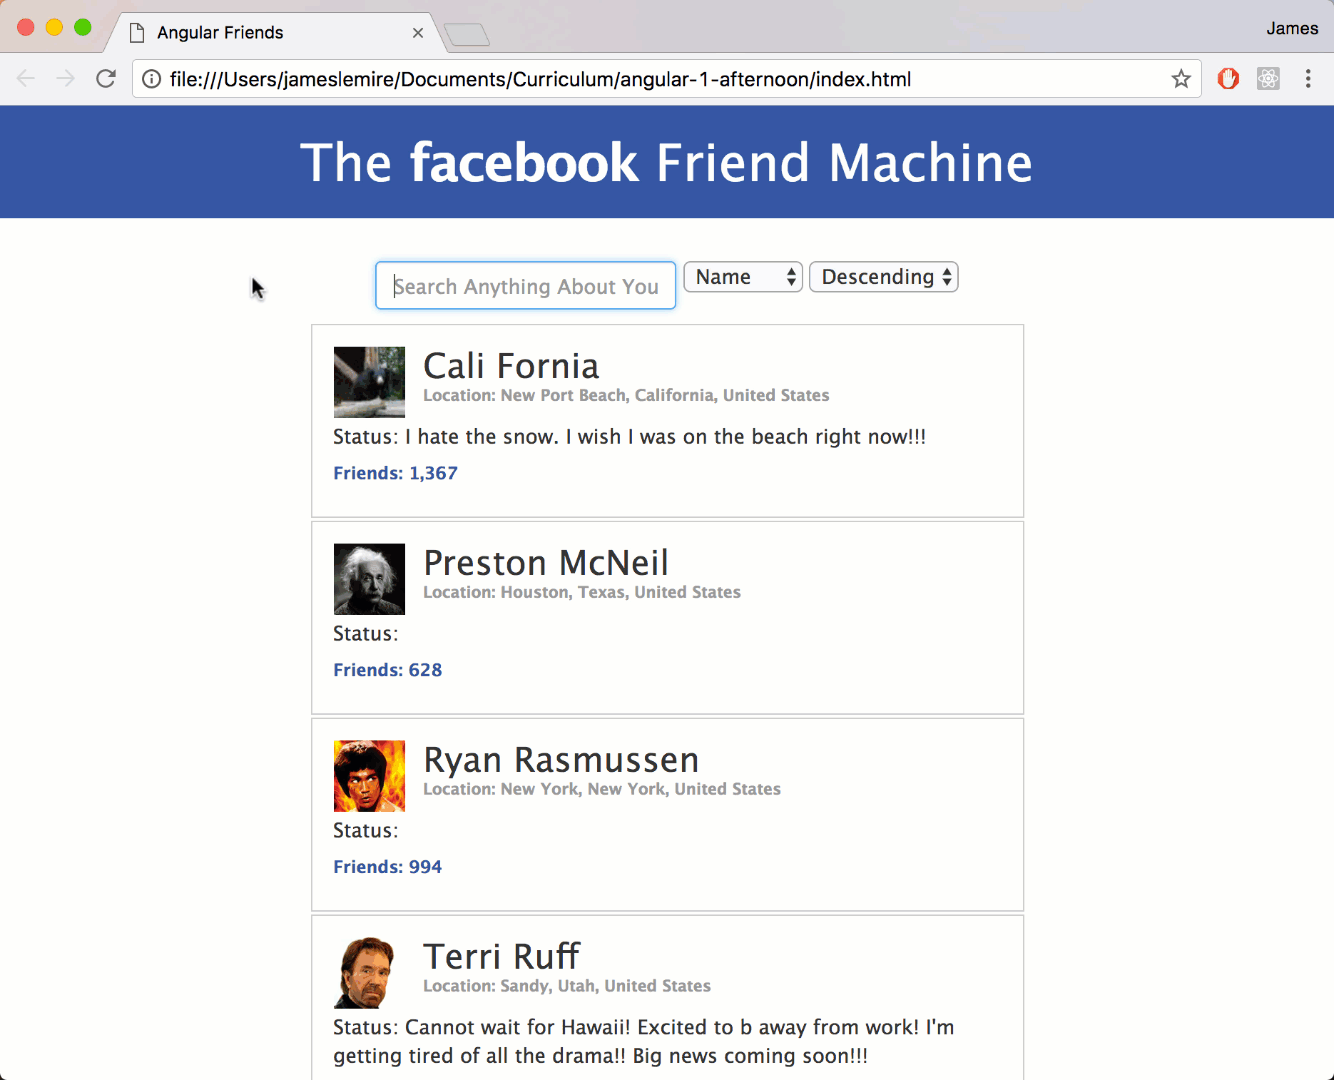 Angular Friends
James
file:///Users/jameslemire/Documents/Curriculum/angular-1-afternoon/index.html
The facebook Friend Machine
Search Anything About You
Name
Descending
Cali Fornia
Location: New Port Beach, California, United States
Status: I hate the snow. I wish I was on the beach right now!!!
Friends: 1,367
Preston McNeil
Location: Houston, Texas, United States
Status:
Friends: 628
Ryan Rasmussen
Location: New York, New York, United States
Status:
Friends: 994
Terri Ruff
Location: Sandy, Utah, United States
Status: Cannot wait for Hawaii! Excited to b away from work! I'm
getting tired of all the drama!! Big news coming soon!!!